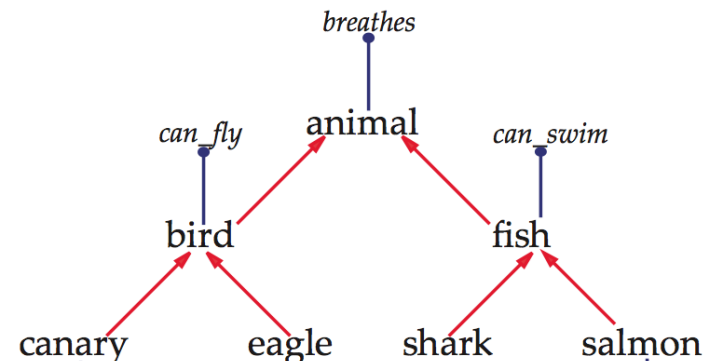 breathes
animal
can_fly
can_swim
bird
fish
canary
eagle
shark
salmon